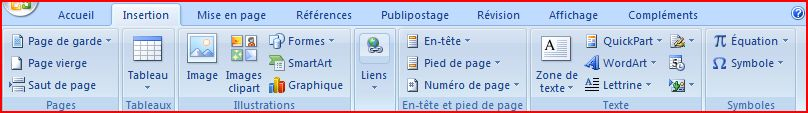 Accueil Insertion Mise en page Références Publipostage Révision Affichage Compléments
Page de garde
Page vierge
Saut de page
Pages
Tableau
Tableaux
Image
Images
clipart
Formes
SmartArt
Graphique
Illustrations
Liens
En-tête
Pied de page
Numéro de page
En-tête et pied de page
Zone de
texte
QuickPart
WordArt
Lettrine
Texte
Équation
Symbole
Symboles